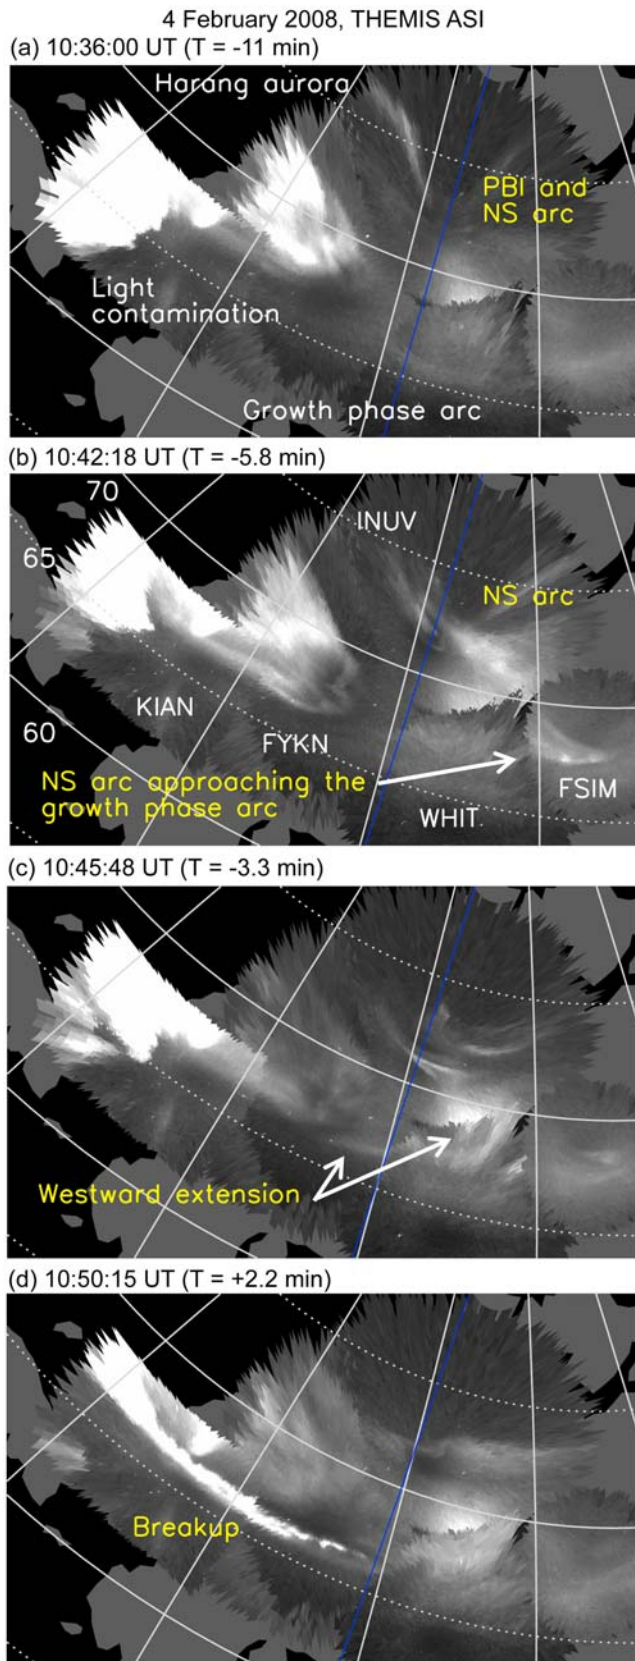 4 February 2008, THEMIS ASI
(a) 10:36:00 UT (T = -11 min)
Harang aurora
PBI and
NS arc
Light
contamination
Growth phase arc
(b) 10:42:18 UT (T = -5.8 min)
70
INUV
65
NS arc
KIAN
60
FYKN
NS arc approaching the
growth phase arc
FSIM
WHIT
(c) 10:45:48 UT (T = -3.3 min)
Westward extension
(d) 10:50:15 UT (T = +2.2 min)
Breakup